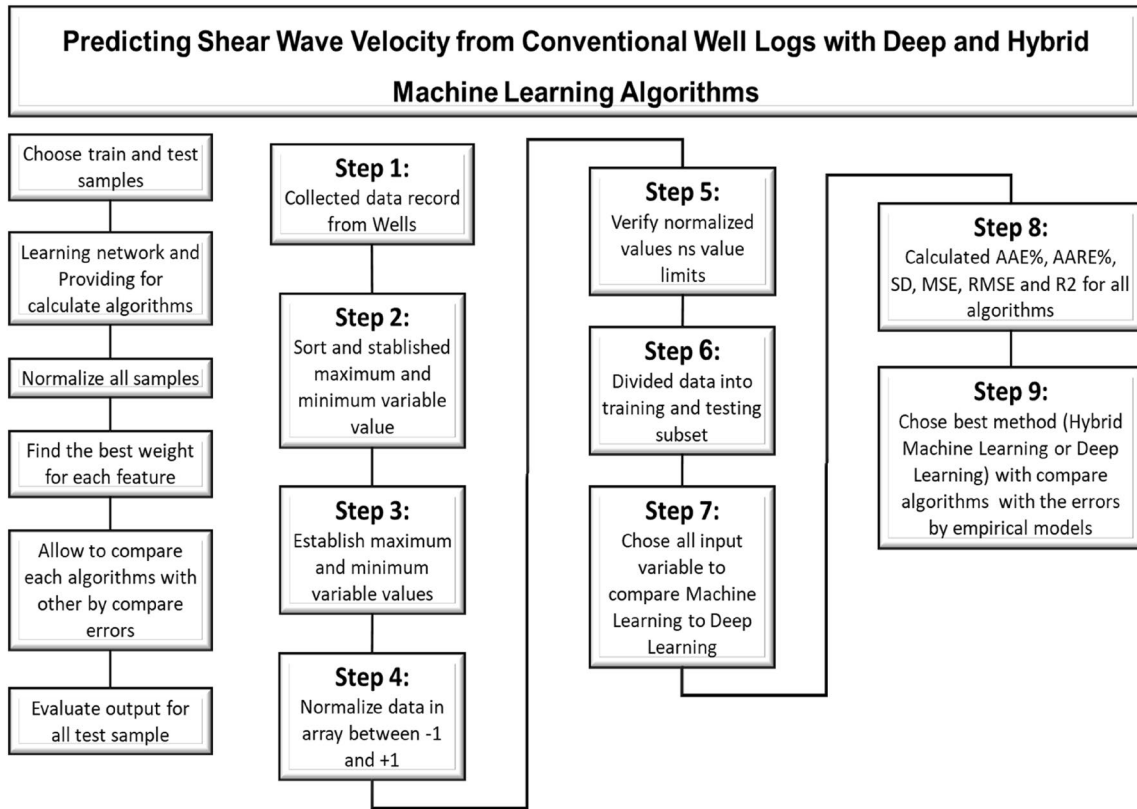 Predicting Shear Wave Velocity from Conventional Well Logs with Deep and Hybrid
Machine Learning Algorithms
Choose train and test
samples
Learning network and
Providing for
calculate algorithms
Normalize all samples
Find the best weight
for each feature
Allow to compare
each algorithms with
other by compare
errors
Evaluate output for
all test sample
Step 1:
Collected data record
from Wells
Step 2:
Sort and stablished
maximum and
minimum variable
value
Step 3:
Establish maximum
and minimum
variable values
Step 4:
Normalize data in
array between -1
and +1
Step 5:
Verify normalized
values ns value
limits
Step 6:
Divided data into
training and testing
subset
Step 7:
Chose all input
variable to
compare Machine
Learning to Deep
Learning
Step 8:
Calculated AAE%, AARE%,
SD, MSE, RMSE and R2 for all
algorithms
Step 9:
Chose best method (Hybrid
Machine Learning or Deep
Learning) with compare
algorithms with the errors
by empirical models